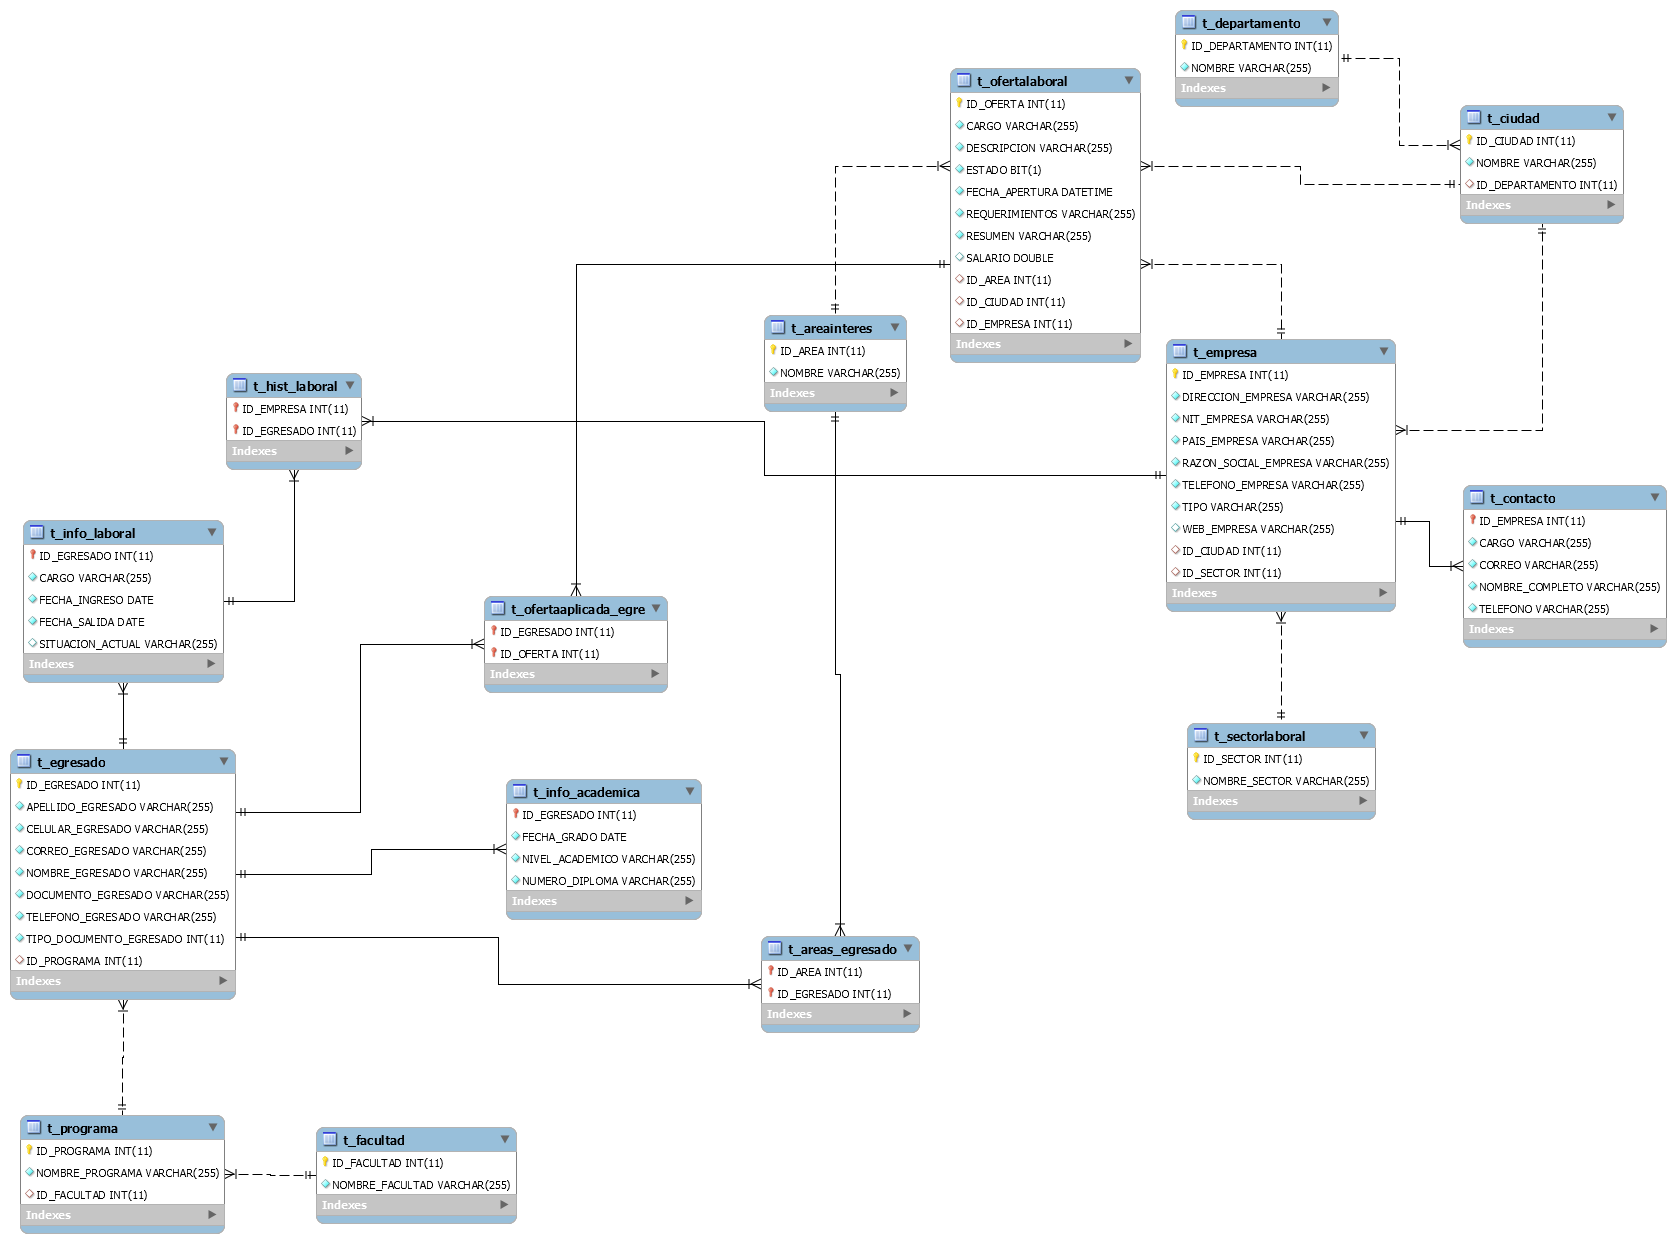 t_departamento
ID_DEPARTAMENTO INT(11)
NOMBRE VARCHAR(255)
Indexes
t_ofertalaboral
ID_OFERTA INT(11)
CARGO VARCHAR(255)
DESCRIPCION VARCHAR(255)
ESTADO BIT(1)
FECHA_APERTURA DATETIME
REQUERIMIENTOS VARCHAR(255)
RESUMEN VARCHAR(255)
SALARIO DOUBLE
ID_AREA INT(11)
ID_CIUDAD INT(11)
ID_EMPRESA INT(11)
Indexes
t_ciudad
ID_CIUDAD INT(11)
NOMBRE VARCHAR(255)
ID_DEPARTAMENTO INT(11)
Indexes
t_areainteres
ID_AREA INT(11)
NOMBRE VARCHAR(255)
Indexes
t_empresa
ID_EMPRESA INT(11)
DIRECCION_EMPRESA VARCHAR(255)
NIT_EMPRESA VARCHAR(255)
PAIS_EMPRESA VARCHAR(255)
RAZON_SOCIAL_EMPRESA VARCHAR(255)
TELEFONO_EMPRESA VARCHAR(255)
TIPO VARCHAR(255)
WEB_EMPRESA VARCHAR(255)
ID_CIUDAD INT(11)
ID_SECTOR INT(11)
Indexes
t_hist_laboral
ID_EMPRESA INT(11)
ID_EGRESADO INT(11)
Indexes
t_contacto
ID_EMPRESA INT(11)
CARGO VARCHAR(255)
CORREO VARCHAR(255)
NOMBRE_COMPLETO VARCHAR(255)
TELEFONO VARCHAR(255)
Indexes
t_info_laboral
ID_EGRESADO INT(11)
CARGO VARCHAR(255)
FECHA_INGRESO DATE
FECHA_SALIDA DATE
SITUACION_ACTUAL VARCHAR(255)
Indexes
t_ofertaaplicada_egre
ID_EGRESADO INT(11)
ID_OFERTA INT(11)
Indexes
t_sectorlaboral
ID_SECTOR INT(11)
NOMBRE_SECTOR VARCHAR(255)
Indexes
t_egresado
ID_EGRESADO INT(11)
APELLIDO_EGRESADO VARCHAR(255)
CELULAR_EGRESADO VARCHAR(255)
CORREO_EGRESADO VARCHAR(255)
NOMBRE_EGRESADO VARCHAR(255)
DOCUMENTO_EGRESADO VARCHAR(255)
TELEFONO_EGRESADO VARCHAR(255)
TIPO_DOCUMENTO_EGRESADO INT(11)
ID_PROGRAMA INT(11)
Indexes
t_info_academica
ID_EGRESADO INT(11)
FECHA_GRADO DATE
NIVEL_ACADEMICO VARCHAR(255)
NUMERO_DIPLOMA VARCHAR(255)
Indexes
t_areas_egresado
ID_AREA INT(11)
ID_EGRESADO INT(11)
Indexes
t_programa
ID_PROGRAMA INT(11)
NOMBRE_PROGRAMA VARCHAR(255)
ID_FACULTAD INT(11)
Indexes
t_facultad
ID_FACULTAD INT(11)
NOMBRE_FACULTAD VARCHAR(255)
Indexes